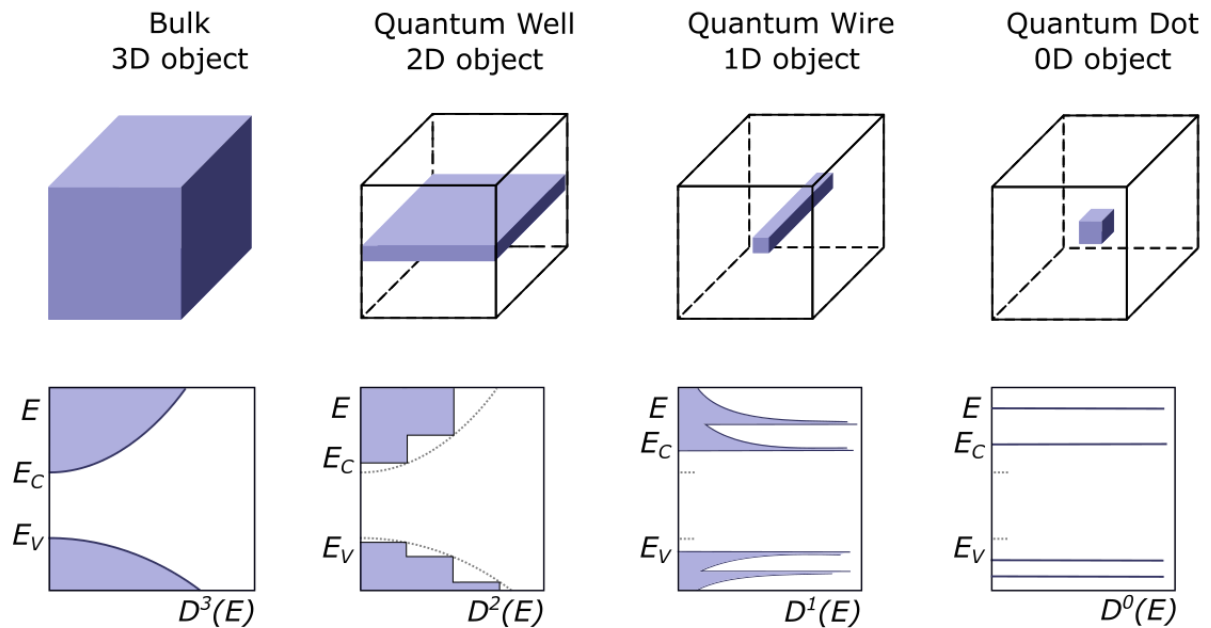 Bulk
3D object
Quantum Well
2D object
Quantum Wire
1D object
Quantum Dot
0D object
E
E_C
E_V
D^3(E)
E
E_C
E_V
D^2(E)
E
E_C
E_V
D^1(E)
E
E_C
E_V
D^0(E)